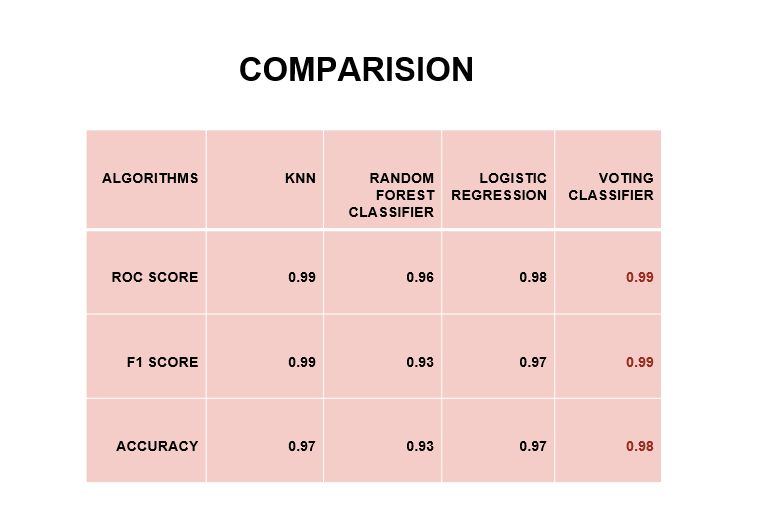 COMPARISION
ALGORITHMS KNN RANDOM FOREST CLASSIFIER LOGISTIC REGRESSION VOTING CLASSIFIER
ROC SCORE 0.99 0.96 0.98 0.99
F1 SCORE 0.99 0.93 0.97 0.99
ACCURACY 0.97 0.93 0.97 0.98